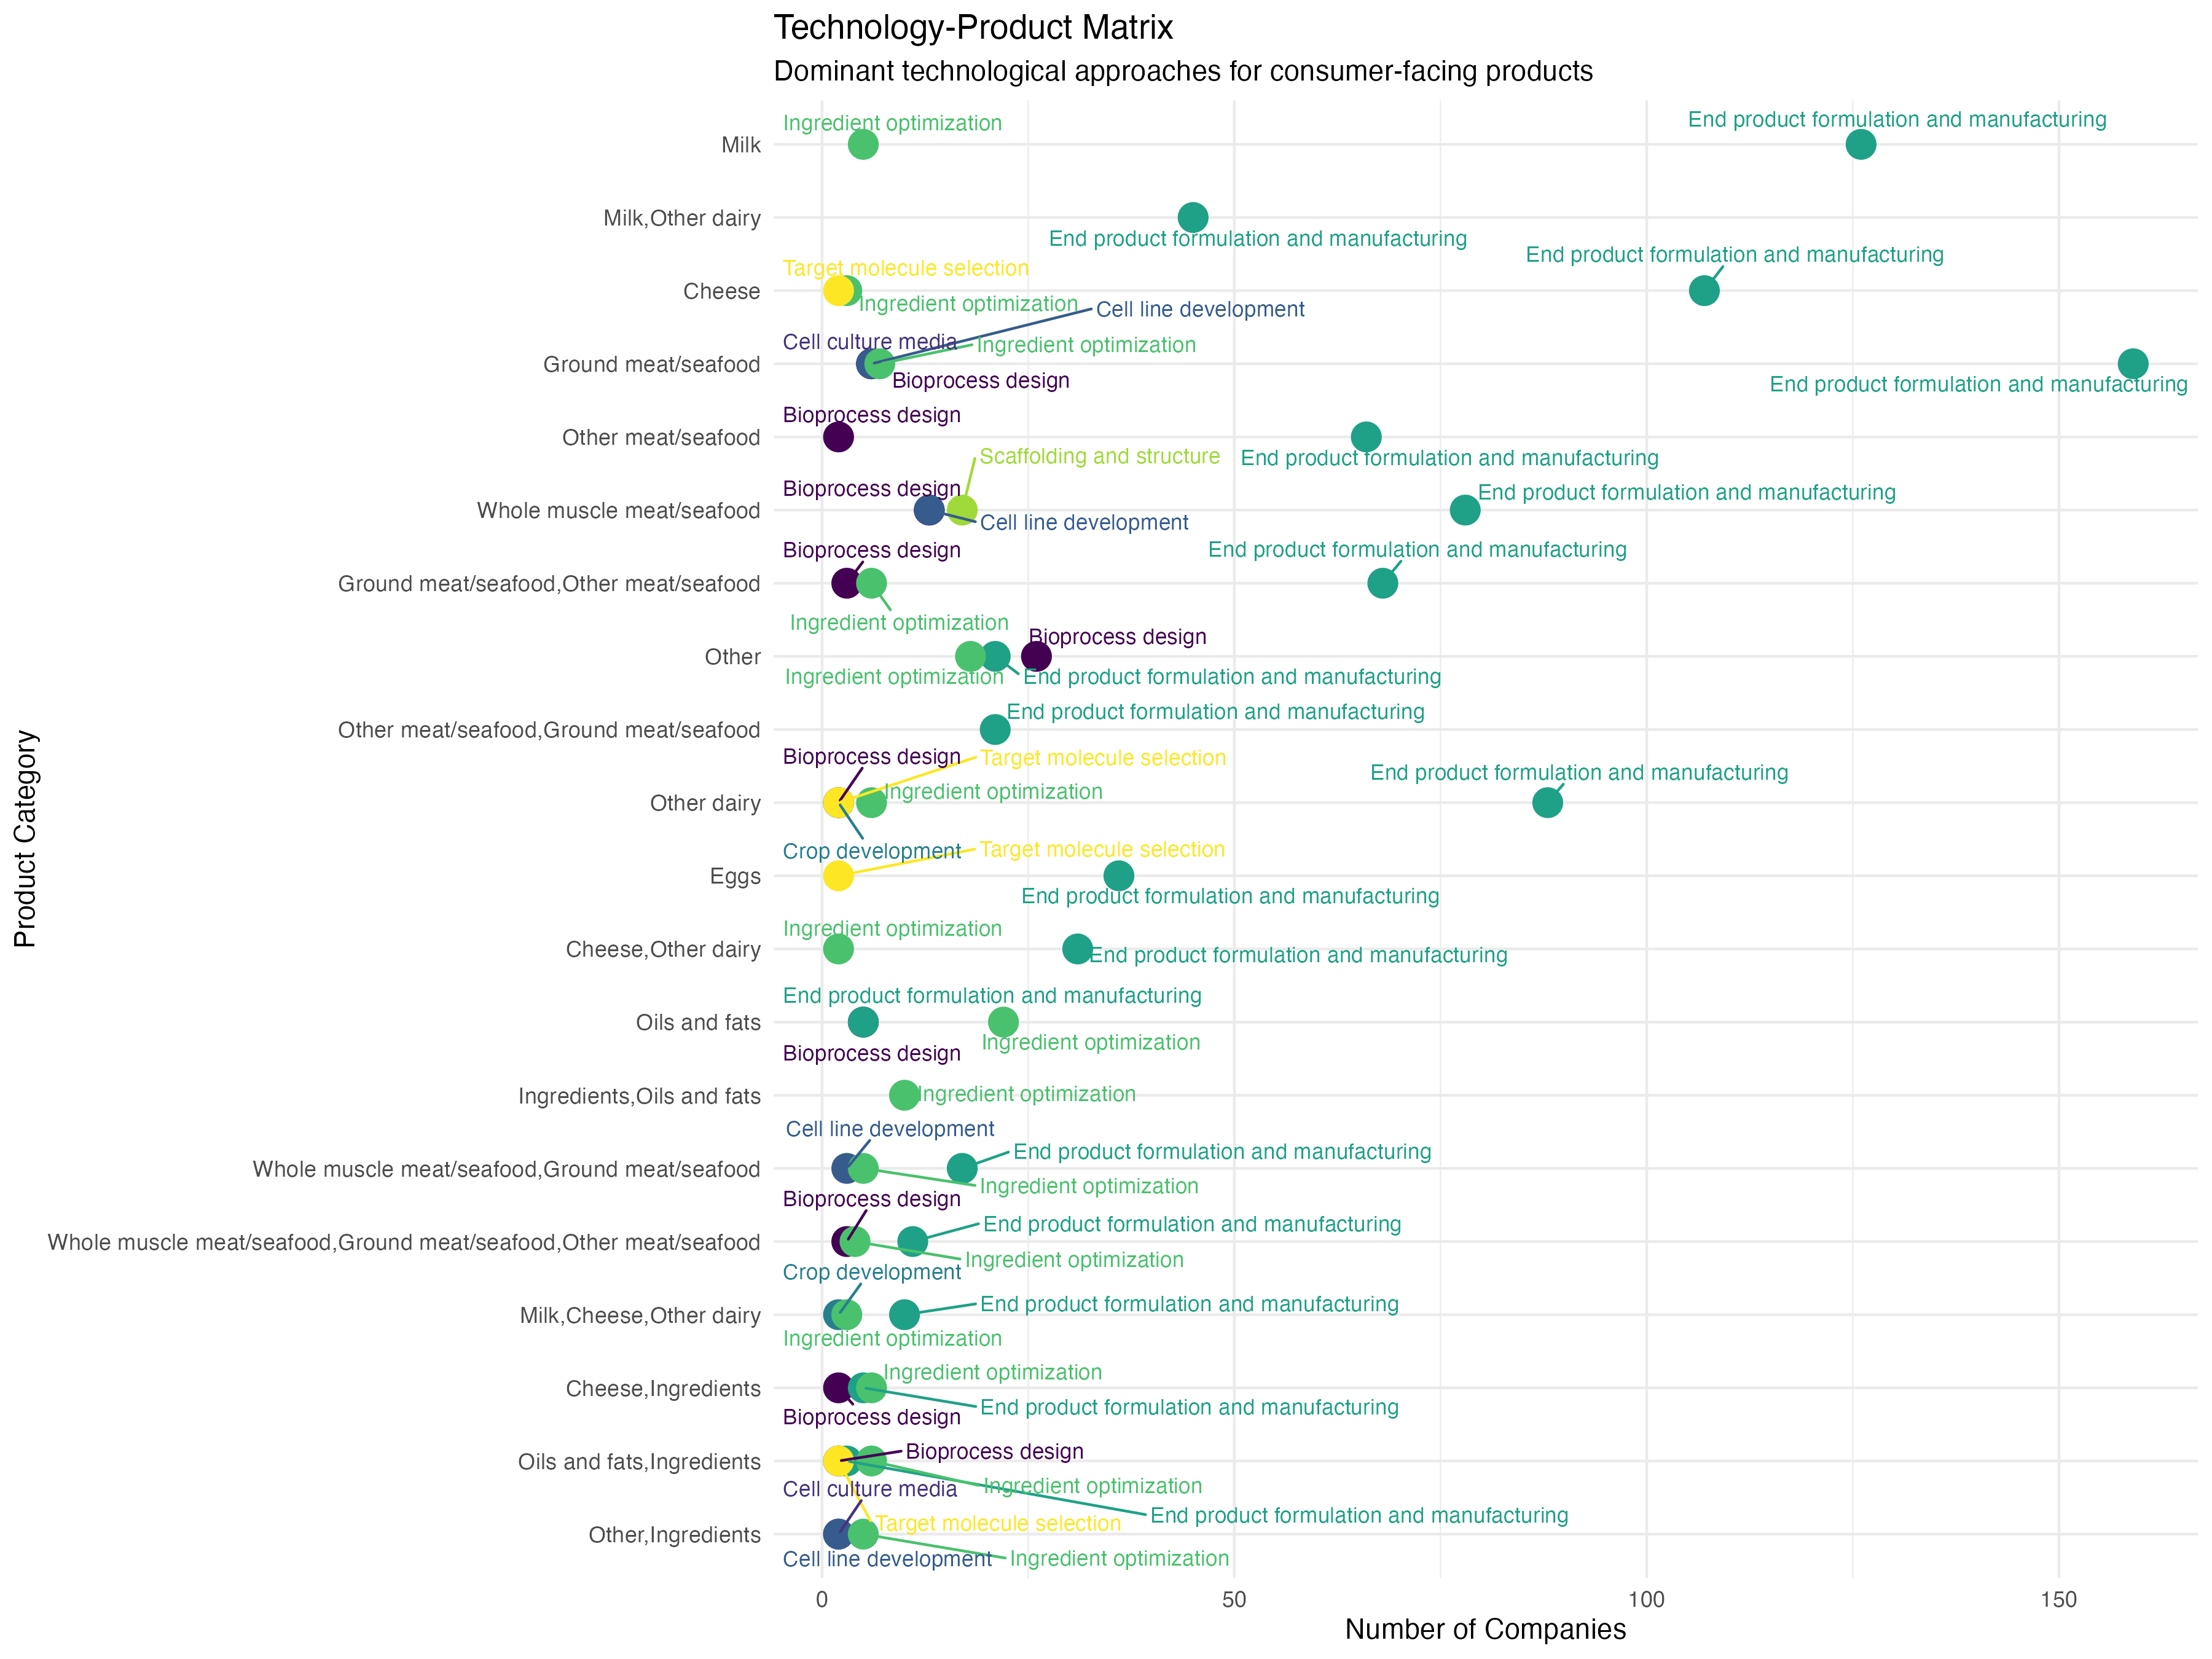 Technology-Product Matrix
Dominant technological approaches for consumer-facing products
Ingredient optimization
End product formulation and manufacturing
Milk
Milk,Other dairy
End product formulation and manufacturing
End product formulation and manufacturing
Target molecule selection
Cheese
Ingredient optimization
Cell line development
Cell culture media
Ingredient optimization
Ground meat/seafood
Bioprocess design
End product formulation and manufacturing
Bioprocess design
Other meat/seafood
Scaffolding and structure
End product formulation and manufacturing
Bioprocess design
End product formulation and manufacturing
Whole muscle meat/seafood
Cell line development
Bioprocess design
End product formulation and manufacturing
Ground meat/seafood,Other meat/seafood
Ingredient optimization
Bioprocess design
Other
Ingredient optimization
End product formulation and manufacturing
End product formulation and manufacturing
Other meat/seafood,Ground meat/seafood
Bioprocess design
Target molecule selection
End product formulation and manufacturing
Ingredient optimization
Other dairy
Crop development
Target molecule selection
Eggs
End product formulation and manufacturing
Ingredient optimization
Cheese,Other dairy
End product formulation and manufacturing
End product formulation and manufacturing
Oils and fats
Ingredient optimization
Bioprocess design
Ingredients,Oils and fats
Ingredient optimization
Cell line development
End product formulation and manufacturing
Whole muscle meat/seafood,Ground meat/seafood
Ingredient optimization
Bioprocess design
End product formulation and manufacturing
Whole muscle meat/seafood,Ground meat/seafood,Other meat/seafood
Ingredient optimization
Crop development
End product formulation and manufacturing
Milk,Cheese,Other dairy
Ingredient optimization
Ingredient optimization
Cheese,Ingredients
End product formulation and manufacturing
Bioprocess design
Bioprocess design
Oils and fats,Ingredients
Ingredient optimization
Cell culture media
End product formulation and manufacturing
Target molecule selection
Other,Ingredients
Cell line development
Ingredient optimization
0
50
100
150
Number of Companies
Product Category